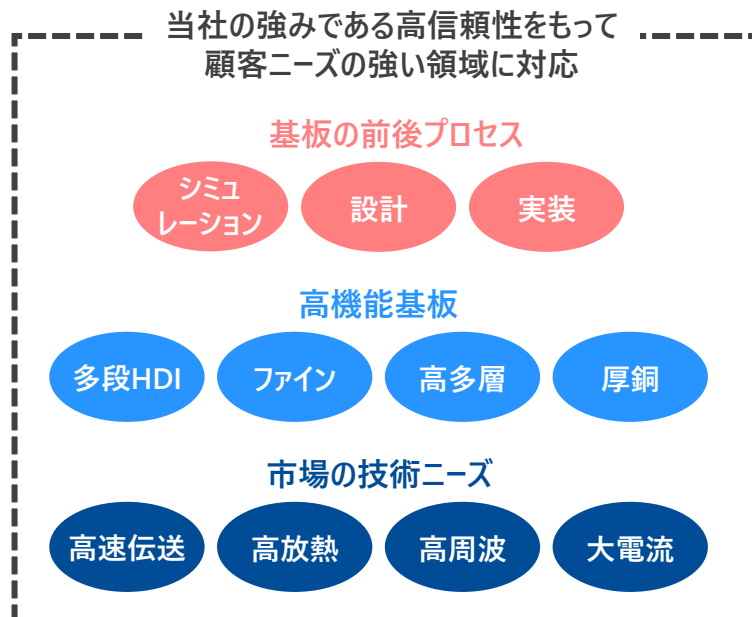 当社の強みである高信頼性をもって
顧客ニーズの強い領域に対応
基板の前後プロセス
シミュ
レーション
設計
実装
高機能基板
多段HDI
ファイン
高多層
厚銅
市場の技術ニーズ
高速伝送
高放熱
高周波
大電流